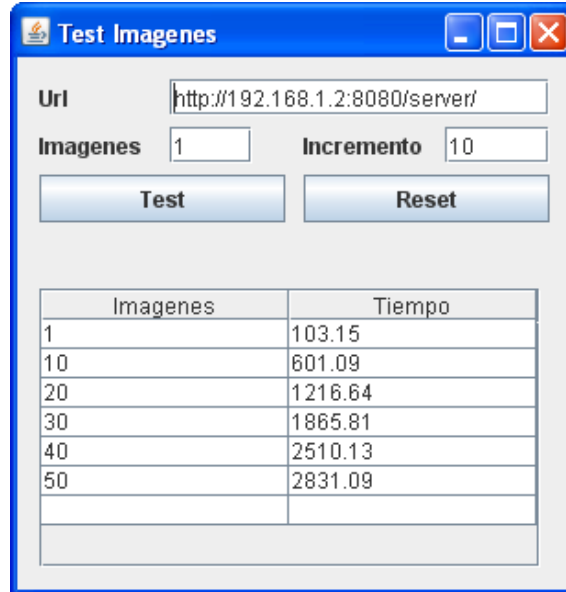 Test Imagenes
Url http://192.168.1.2:8080/server/
Imagenes 1 Incremento 10
Test Reset
Imagenes Tiempo
1 103.15
10 601.09
20 1216.64
30 1865.81
40 2510.13
50 2831.09